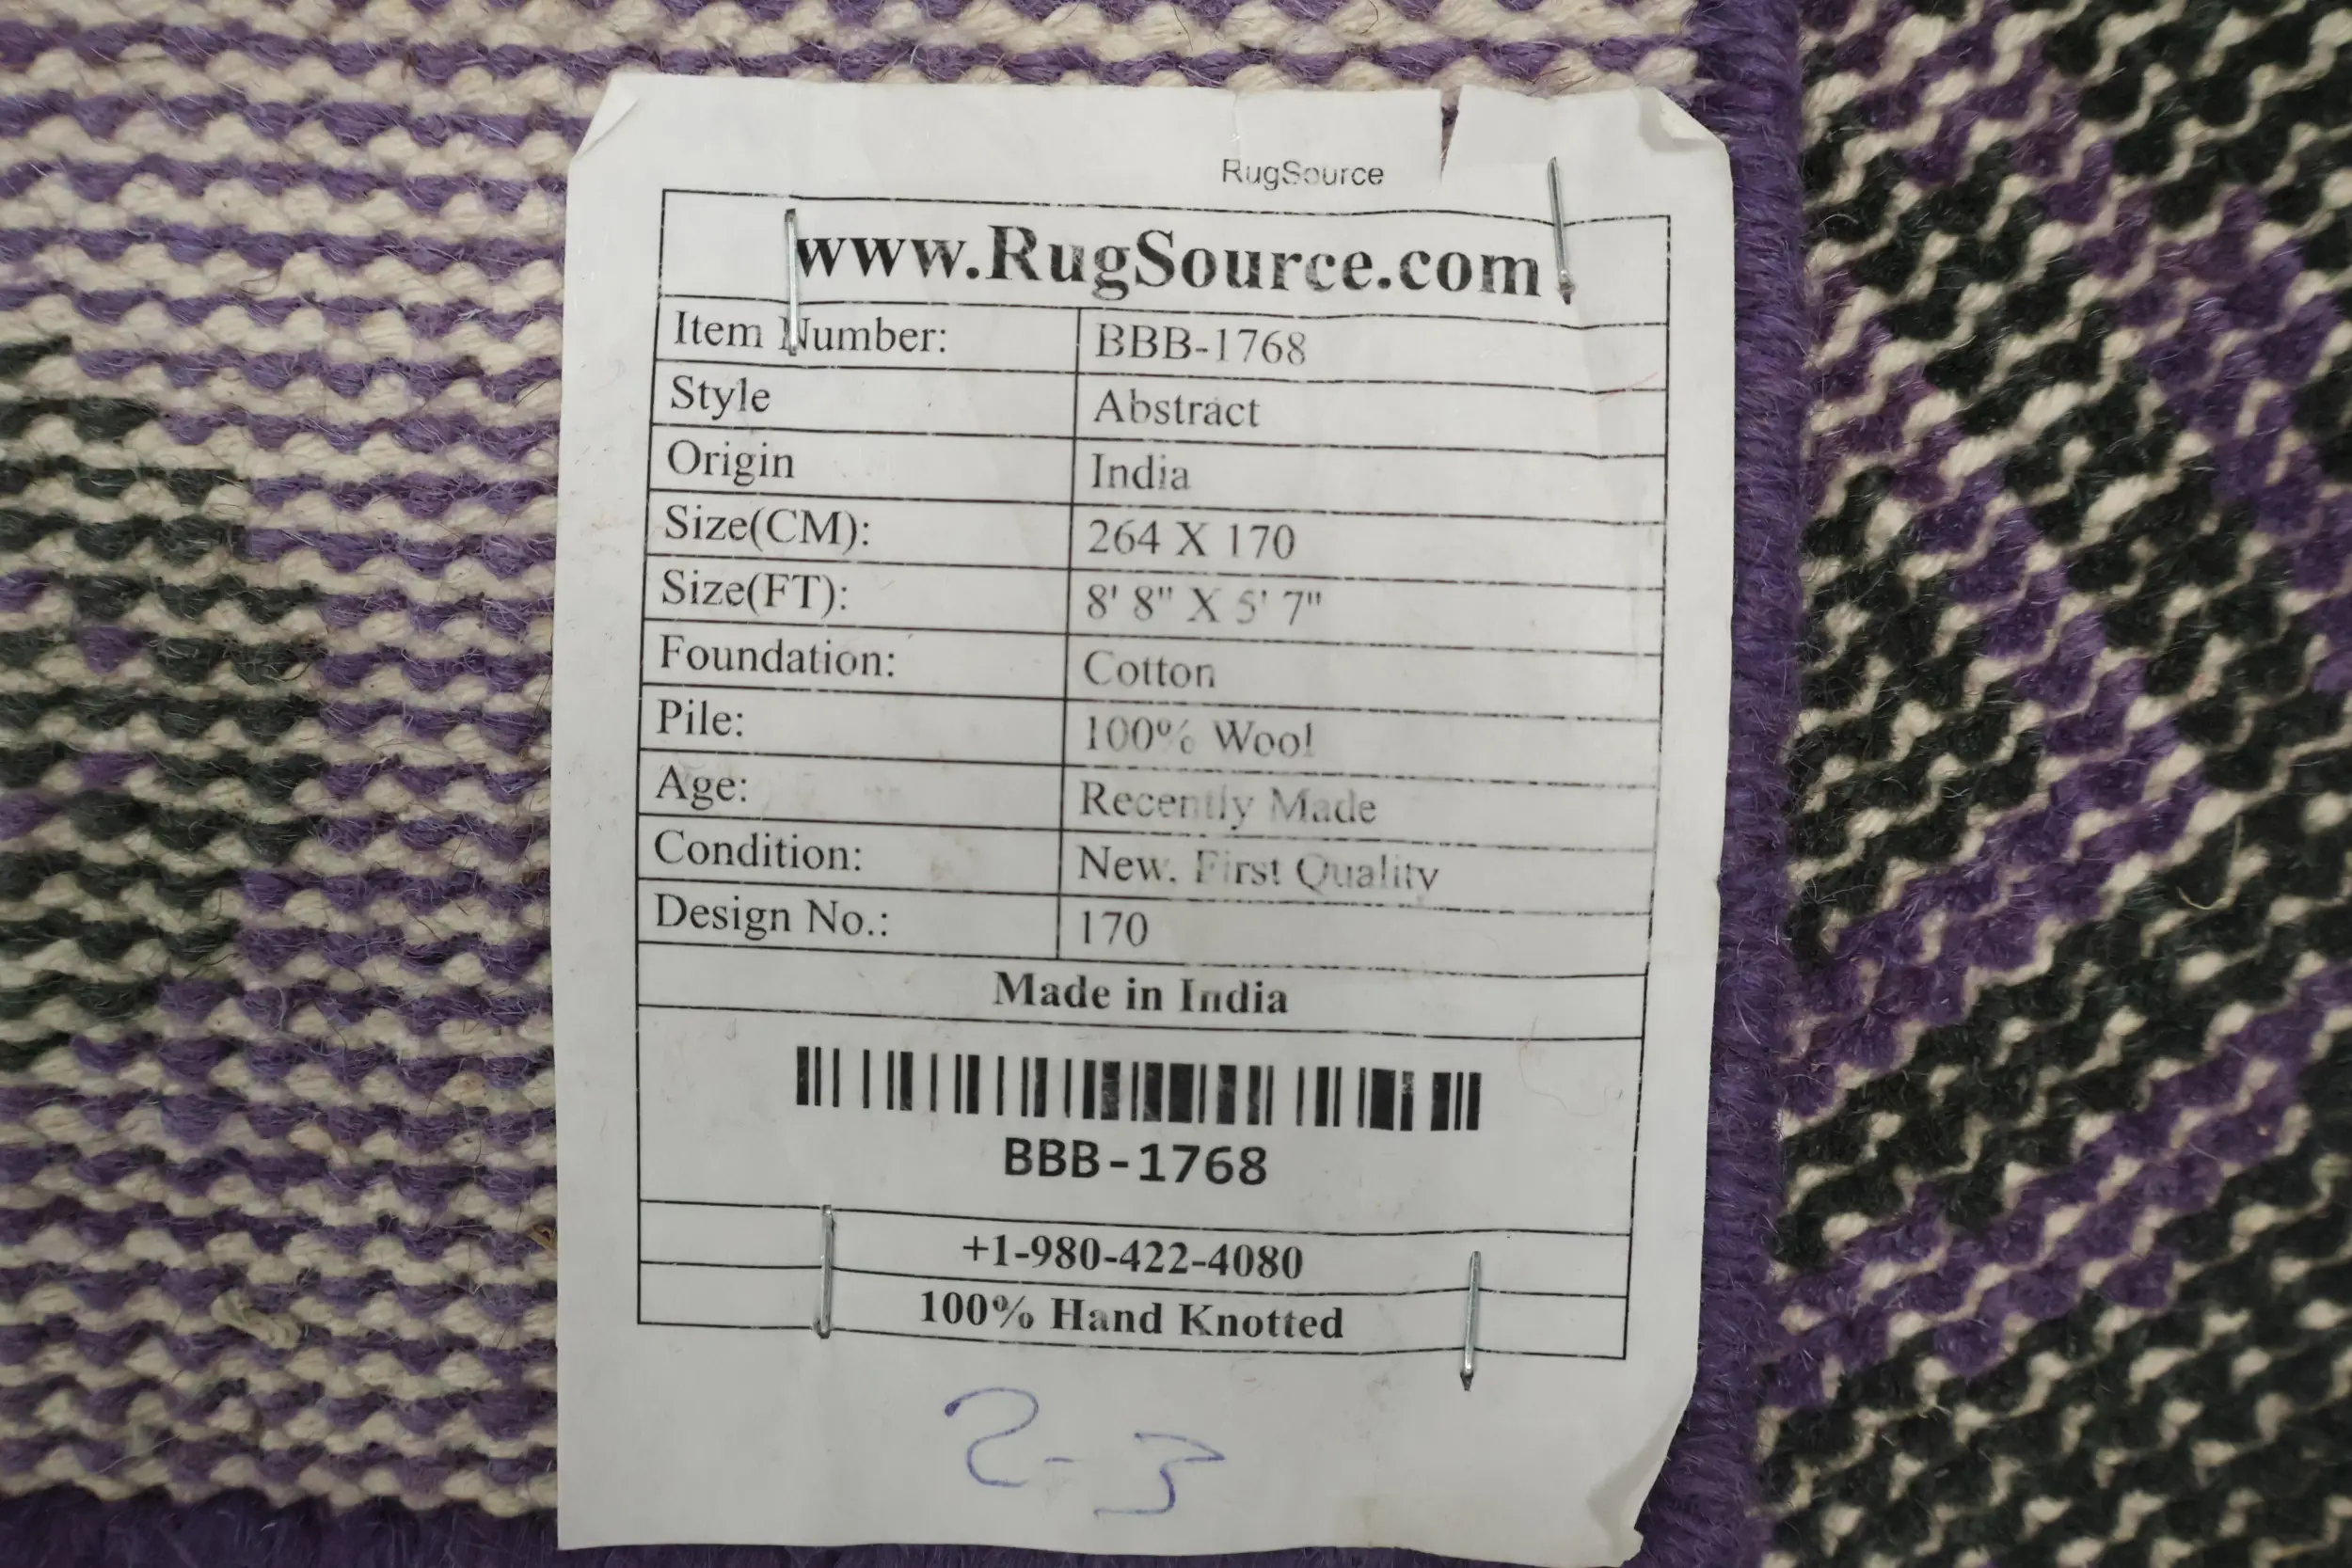 RugSource
www.RugSource.com
Item Number: BBB-1768
Style Abstract
Origin India
Size(CM): 264 X 170
Size(FT): 8' 8" X 5' 7"
Foundation: Cotton
Pile: 100% Wool
Age: Recently Made
Condition: New. First Quality
Design No.: 170
Made in India
BBB-1768
+1-980-422-4080
100% Hand Knotted